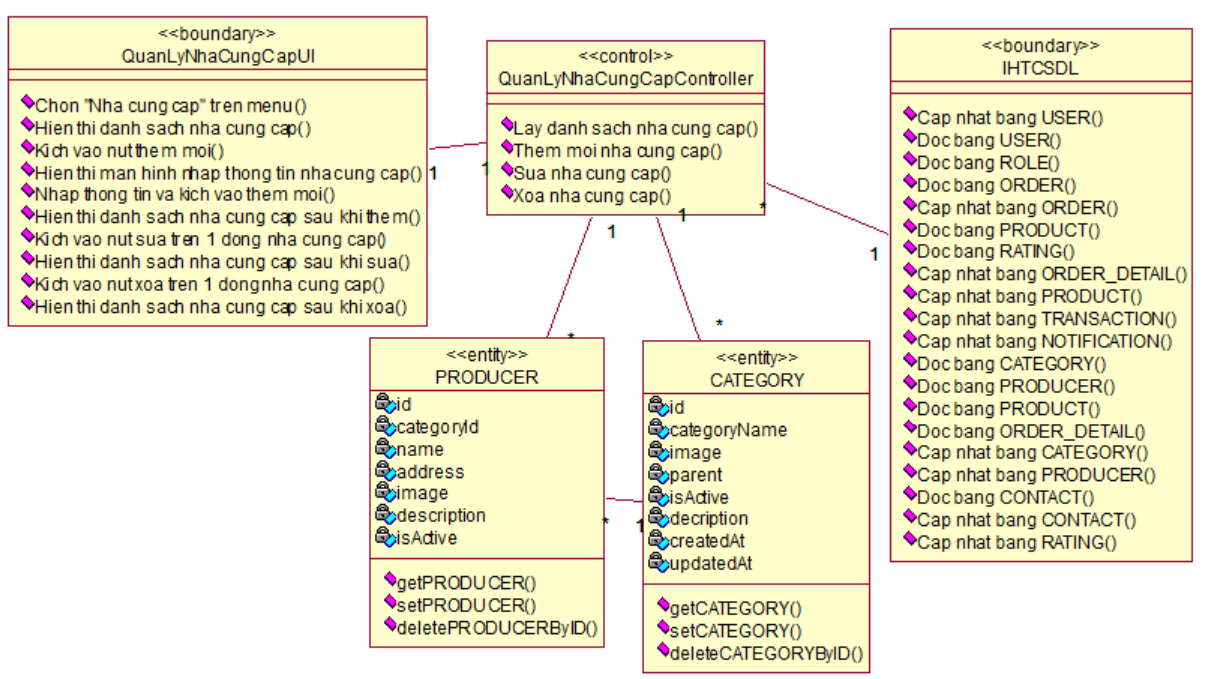 <<boundary>>
QuanLyNhaCungCapUI
Chon "Nha cung cap" tren menu()
Hien thi danh sach nha cung cap()
Kich vao nut them moi()
Hien thi man hinh nhap thong tin nha cung cap()
Nhap thong tin va kich vao them moi()
Hien thi danh sach nha cung cap sau khi them()
Kich vao nut sua tren 1 dong nha cung cap()
Hien thi danh sach nha cung cap sau khi sua()
Kich vao nut xoa tren 1 dong nha cung cap()
Hien thi danh sach nha cung cap sau khi xoa()
1
1
<<control>>
QuanLyNhaCungCapController
Lay danh sach nha cung cap()
Them moi nha cung cap()
Sua nha cung cap()
Xoa nha cung cap()
1
1
*
1
*
*
<<boundary>>
IHTCSDL
Cap nhat bang USER()
Doc bang USER()
Doc bang ROLE()
Doc bang ORDER()
Cap nhat bang ORDER()
Doc bang PRODUCT()
Doc bang RATING()
Cap nhat bang ORDER_DETAIL()
Cap nhat bang PRODUCT()
Cap nhat bang TRANSACTION()
Cap nhat bang NOTIFICATION()
Doc bang CATEGORY()
Doc bang PRODUCER()
Doc bang PRODUCT()
Doc bang ORDER_DETAIL()
Cap nhat bang CATEGORY()
Cap nhat bang PRODUCER()
Doc bang CONTACT()
Cap nhat bang CONTACT()
Cap nhat bang RATING()
<<entity>>
PRODUCER
id
categoryId
name
address
image
description
isActive
getPRODUCER()
setPRODUCER()
deletePRODUCERByID()
*
1
<<entity>>
CATEGORY
id
categoryName
image
parent
isActive
decription
createdAt
updatedAt
getCATEGORY()
setCATEGORY()
deleteCATEGORYByID()